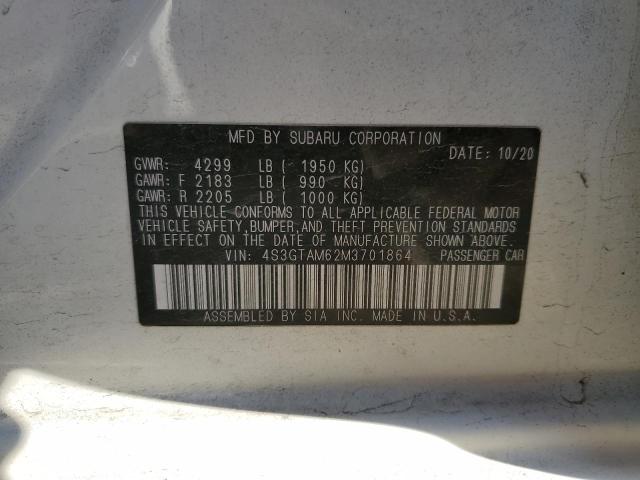 MFD BY SUBARU CORPORATION
DATE: 10/20
GVWR: 4299 LB ( 1950 KG)
GAWR: F 2183 LB ( 990 KG)
GAWR: R 2205 LB ( 1000 KG)
THIS VEHICLE CONFORMS TO ALL APPLICABLE FEDERAL MOTOR
VEHICLE SAFETY, BUMPER, AND THEFT PREVENTION STANDARDS
IN EFFECT ON THE DATE OF MANUFACTURE SHOWN ABOVE.
VIN: 4S3GTAM62M3701864 PASSENGER CAR
ASSEMBLED BY SIA INC. MADE IN U.S.A.